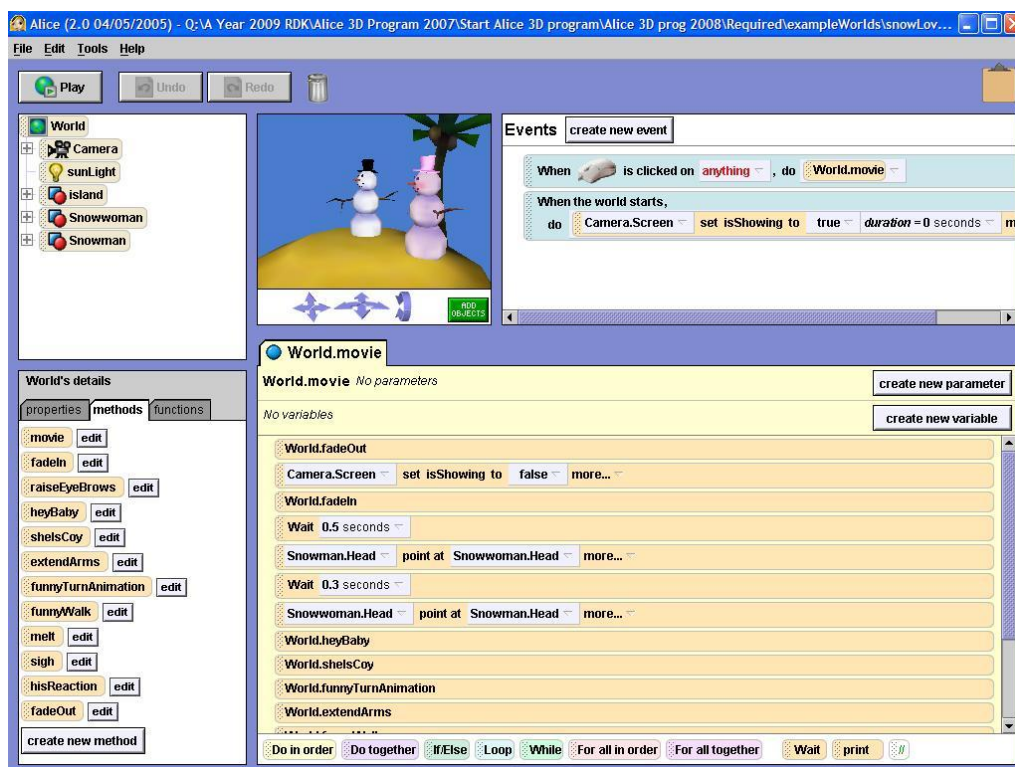 Alice (2.0 04/05/2005) - Q:\A Year 2009 RDK\Alice 3D Program 2007\Start Alice 3D program\Alice 3D prog 2008\Required\exampleWorlds\snowLov...
File Edit Tools Help
Play Undo Redo
World
Camera
sunLight
island
Snowwoman
Snowman
ADD
OBJECTS
Events create new event
When is clicked on anything , do World.movie
When the world starts,
do Camera.Screen set isShowing to true duration = 0 seconds m
World's details
properties methods functions
movie edit
fadeIn edit
raiseEyeBrows edit
heyBaby edit
sheIsCoy edit
extendArms edit
funnyTurnAnimation edit
funnyWalk edit
melt edit
sigh edit
hisReaction edit
fadeOut edit
create new method
World.movie
World.movie No parameters create new parameter
No variables create new variable
World.fadeOut
Camera.Screen set isShowing to false more...
World.fadeIn
Wait 0.5 seconds
Snowman.Head point at Snowwoman.Head more...
Wait 0.3 seconds
Snowwoman.Head point at Snowman.Head more...
World.heyBaby
World.sheIsCoy
World.funnyTurnAnimation
World.extendArms
Do in order Do together If/Else Loop While For all in order For all together Wait print //